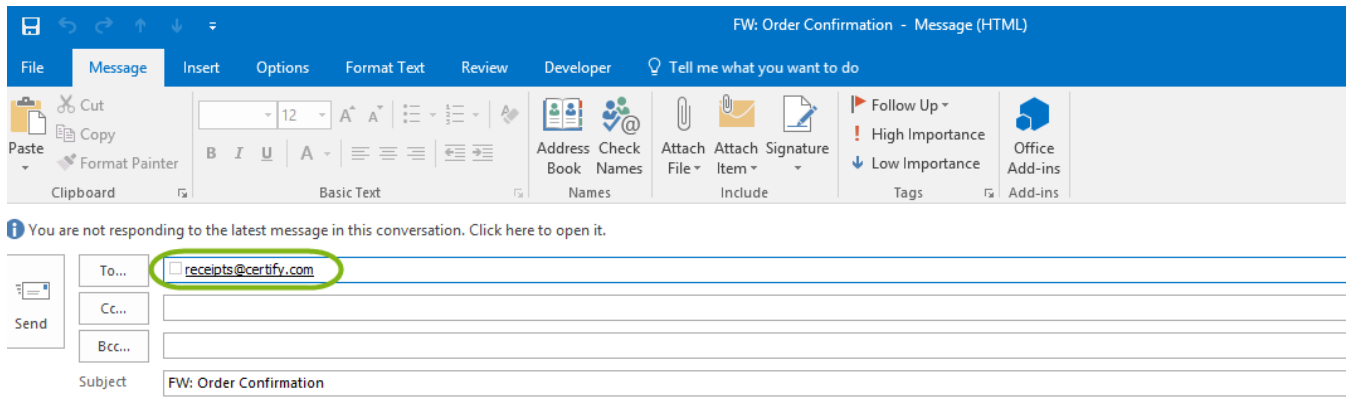 FW: Order Confirmation - Message (HTML)
File Message Insert Options Format Text Review Developer Tell me what you want to do
Paste
Cut
Copy
Format Painter
Clipboard
12
A A
B I U A
Basic Text
Address Book
Check Names
Names
Attach File
Attach Item
Signature
Include
Follow Up
High Importance
Low Importance
Tags
Office Add-ins
Add-ins
You are not responding to the latest message in this conversation. Click here to open it.
Send
To... receipts@certify.com
Cc...
Bcc...
Subject FW: Order Confirmation